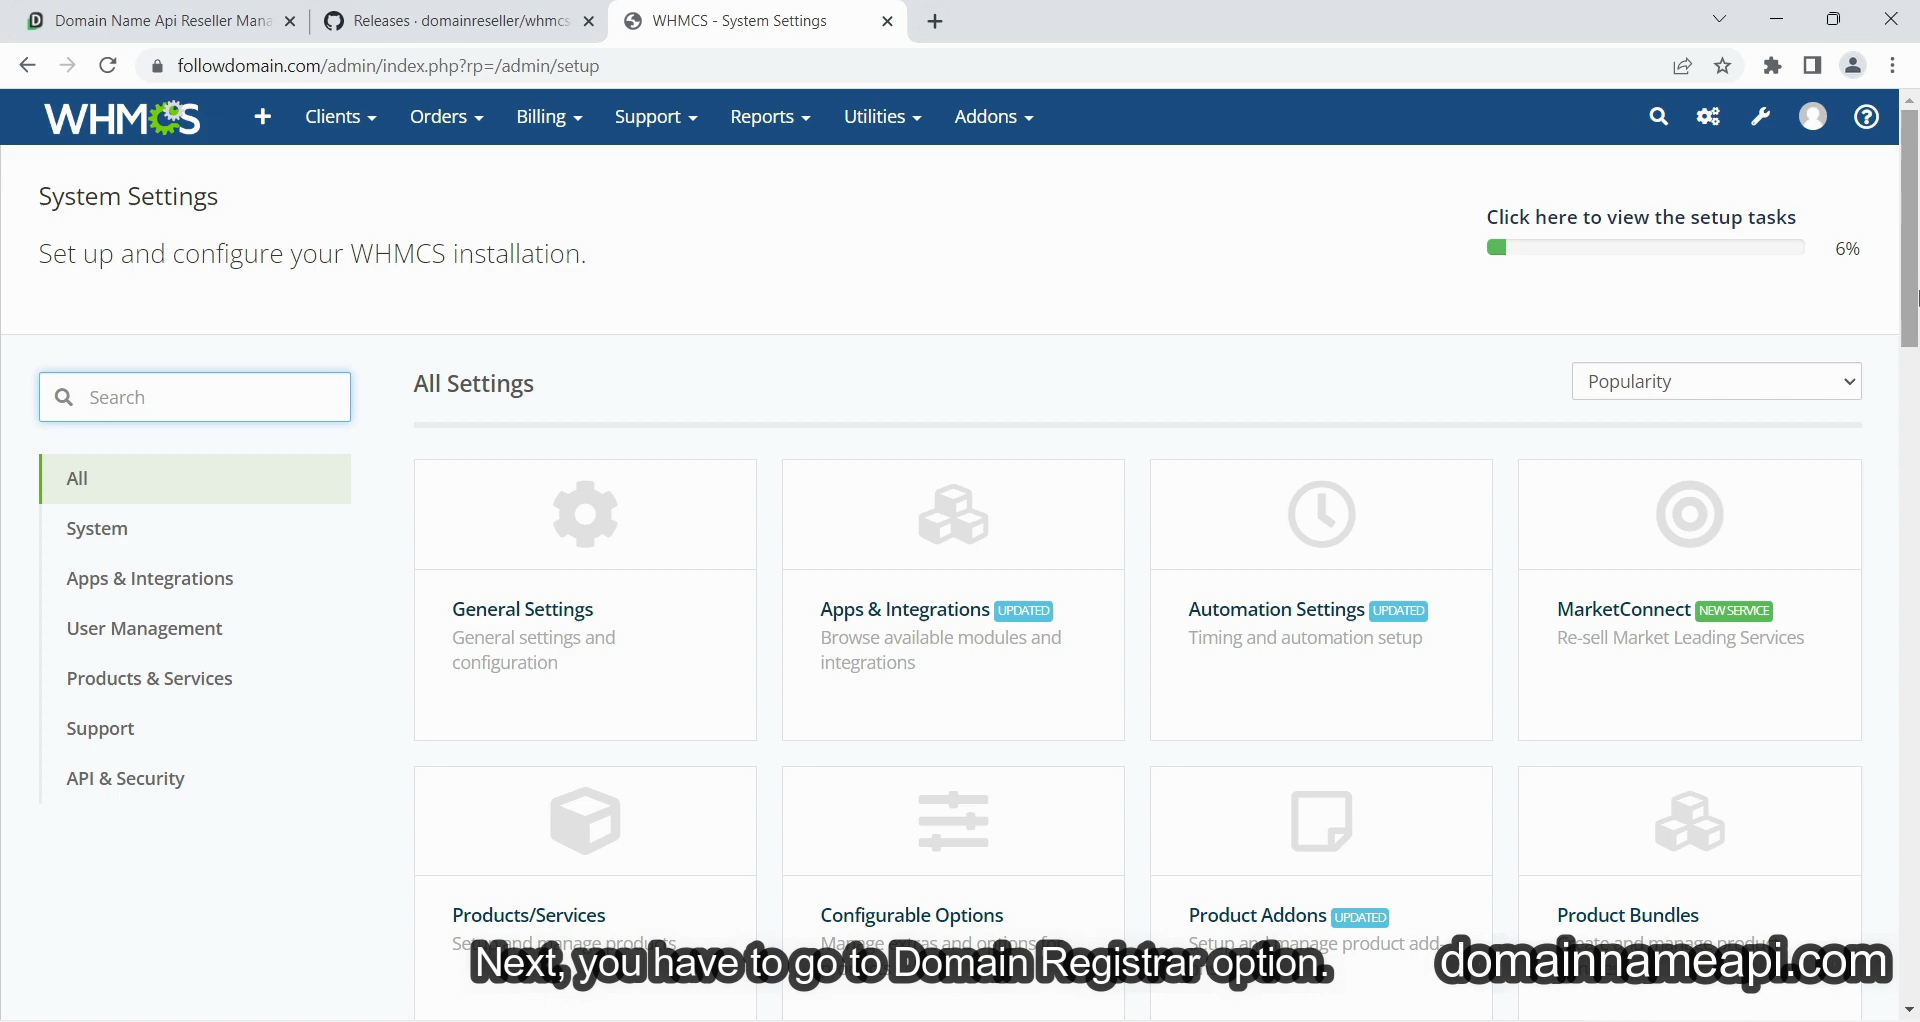 Domain Name Api Reseller Mana
Releases · domainreseller/whmcs
WHMCS - System Settings
followdomain.com/admin/index.php?rp=/admin/setup
WHMCS
Clients
Orders
Billing
Support
Reports
Utilities
Addons
System Settings
Set up and configure your WHMCS installation.
Click here to view the setup tasks
6%
Search
All Settings
Popularity
All
System
Apps & Integrations
User Management
Products & Services
Support
API & Security
General Settings
General settings and
configuration
Apps & Integrations UPDATED
Browse available modules and
integrations
Automation Settings UPDATED
Timing and automation setup
MarketConnect NEW SERVICE
Re-sell Market Leading Services
Products/Services
Configurable Options
Product Addons UPDATED
Setup and manage product add-
Product Bundles
Next, you have to go to Domain Registrar option.
domainnameapi.com